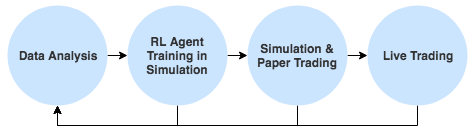 Data Analysis
RL Agent
Training in
Simulation
Simulation &
Paper Trading
Live Trading